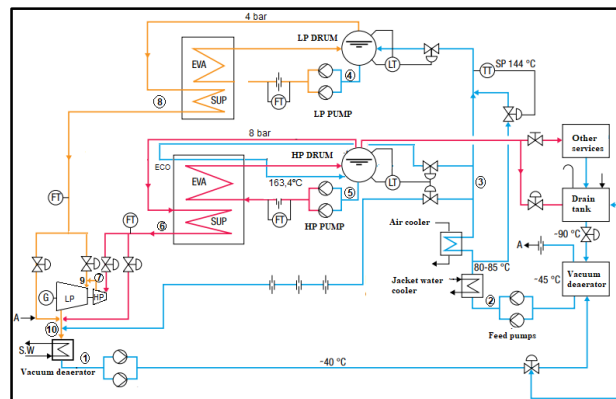 4 bar
LP DRUM
SP 144 °C
EVA
LT
TT
④
FT
SUP
LP PUMP
⑧
8 bar
Other
services
HP DRUM
ECO
EVA
163,4°C
LT
③
⑤
Drain
tank
FT
FT
SUP
FT
HP PUMP
⑥
Air cooler
~90 °C
A
80-85 °C
Vacuum
deaerator
9
⑦
~45 °C
Jacket water
cooler
G
LP
HP
②
A
Feed pumps
⑩
S.W
①
~40 °C
Vacuum deaerator